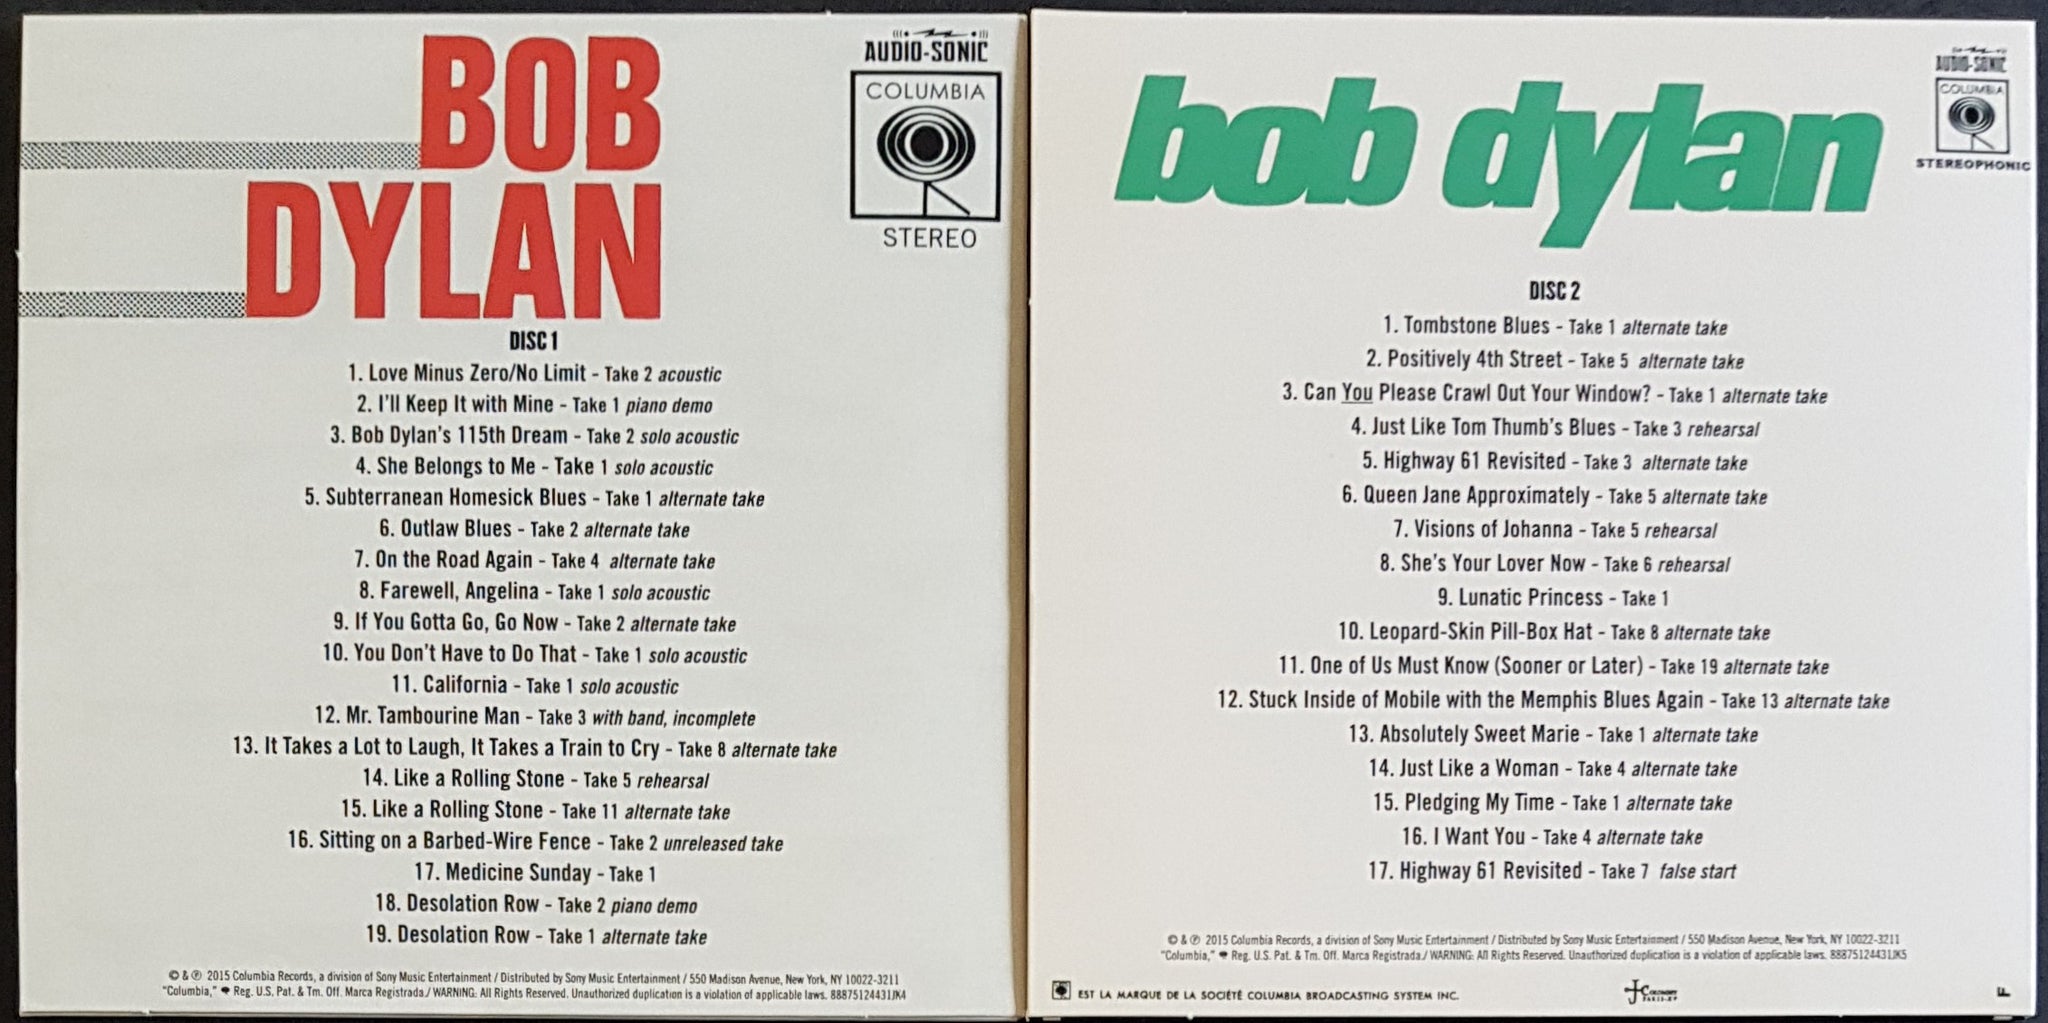 BOB
DYLAN
AUDIO-SONIC
COLUMBIA
STEREO
DISC 1
1. Love Minus Zero/No Limit - Take 2 acoustic
2. I'll Keep It with Mine - Take 1 piano demo
3. Bob Dylan's 115th Dream - Take 2 solo acoustic
4. She Belongs to Me - Take 1 solo acoustic
5. Subterranean Homesick Blues - Take 1 alternate take
6. Outlaw Blues - Take 2 alternate take
7. On the Road Again - Take 4 alternate take
8. Farewell, Angelina - Take 1 solo acoustic
9. If You Gotta Go, Go Now - Take 2 alternate take
10. You Don't Have to Do That - Take 1 solo acoustic
11. California - Take 1 solo acoustic
12. Mr. Tambourine Man - Take 3 with band, incomplete
13. It Takes a Lot to Laugh, It Takes a Train to Cry - Take 8 alternate take
14. Like a Rolling Stone - Take 5 rehearsal
15. Like a Rolling Stone - Take 11 alternate take
16. Sitting on a Barbed-Wire Fence - Take 2 unreleased take
17. Medicine Sunday - Take 1
18. Desolation Row - Take 2 piano demo
19. Desolation Row - Take 1 alternate take
© & ℗ 2015 Columbia Records, a division of Sony Music Entertainment / Distributed by Sony Music Entertainment / 550 Madison Avenue, New York, NY 10022-3211
"Columbia," Reg. U.S. Pat. & Tm. Off. Marca Registrada./ WARNING: All Rights Reserved. Unauthorized duplication is a violation of applicable laws. 88875124431JK4
bob dylan
AUDIO-SONIC
COLUMBIA
STEREOPHONIC
DISC 2
1. Tombstone Blues - Take 1 alternate take
2. Positively 4th Street - Take 5 alternate take
3. Can You Please Crawl Out Your Window? - Take 1 alternate take
4. Just Like Tom Thumb's Blues - Take 3 rehearsal
5. Highway 61 Revisited - Take 3 alternate take
6. Queen Jane Approximately - Take 5 alternate take
7. Visions of Johanna - Take 5 rehearsal
8. She's Your Lover Now - Take 6 rehearsal
9. Lunatic Princess - Take 1
10. Leopard-Skin Pill-Box Hat - Take 8 alternate take
11. One of Us Must Know (Sooner or Later) - Take 19 alternate take
12. Stuck Inside of Mobile with the Memphis Blues Again - Take 13 alternate take
13. Absolutely Sweet Marie - Take 1 alternate take
14. Just Like a Woman - Take 4 alternate take
15. Pledging My Time - Take 1 alternate take
16. I Want You - Take 4 alternate take
17. Highway 61 Revisited - Take 7 false start
© & ℗ 2015 Columbia Records, a division of Sony Music Entertainment / Distributed by Sony Music Entertainment / 550 Madison Avenue, New York, NY 10022-3211
"Columbia," Reg. U.S. Pat. & Tm. Off. Marca Registrada./ WARNING: All Rights Reserved. Unauthorized duplication is a violation of applicable laws. 88875124431JK5
EST LA MARQUE DE LA SOCIÉTÉ COLUMBIA BROADCASTING SYSTEM INC.